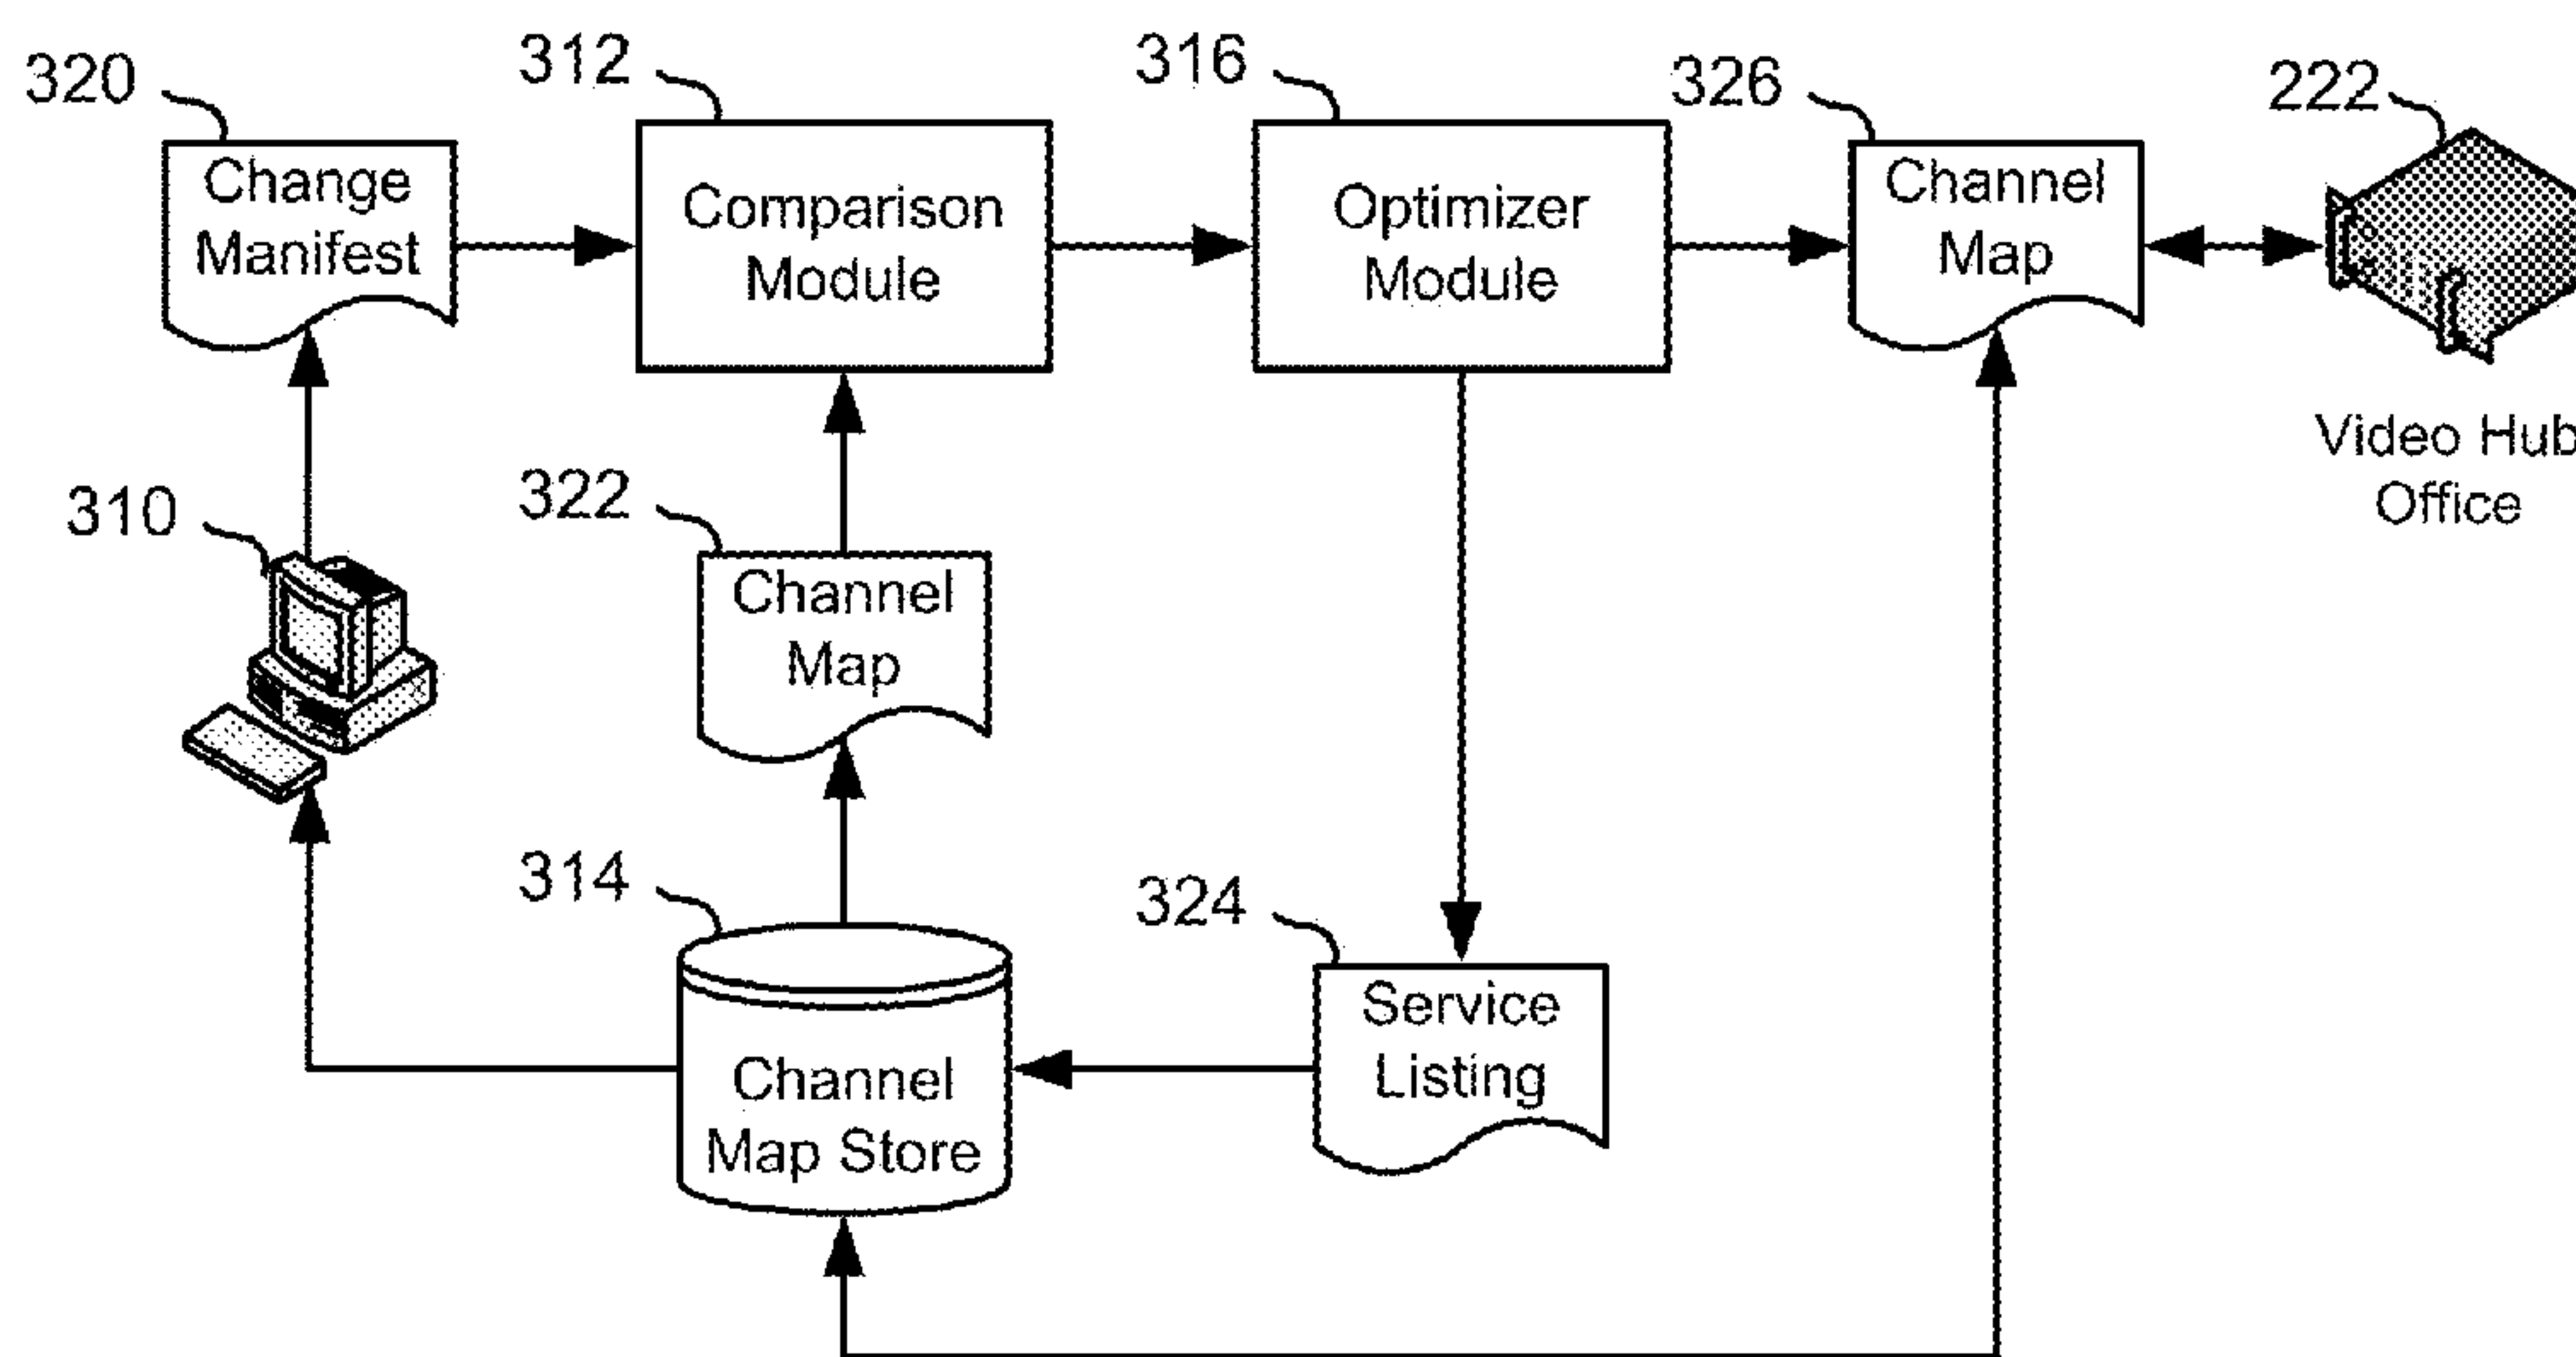 320
312
316
326
222
Change
Manifest
Comparison
Module
Optimizer
Module
Channel
Map
Video Hub
Office
310
322
Channel
Map
314
324
Channel
Map Store
Service
Listing